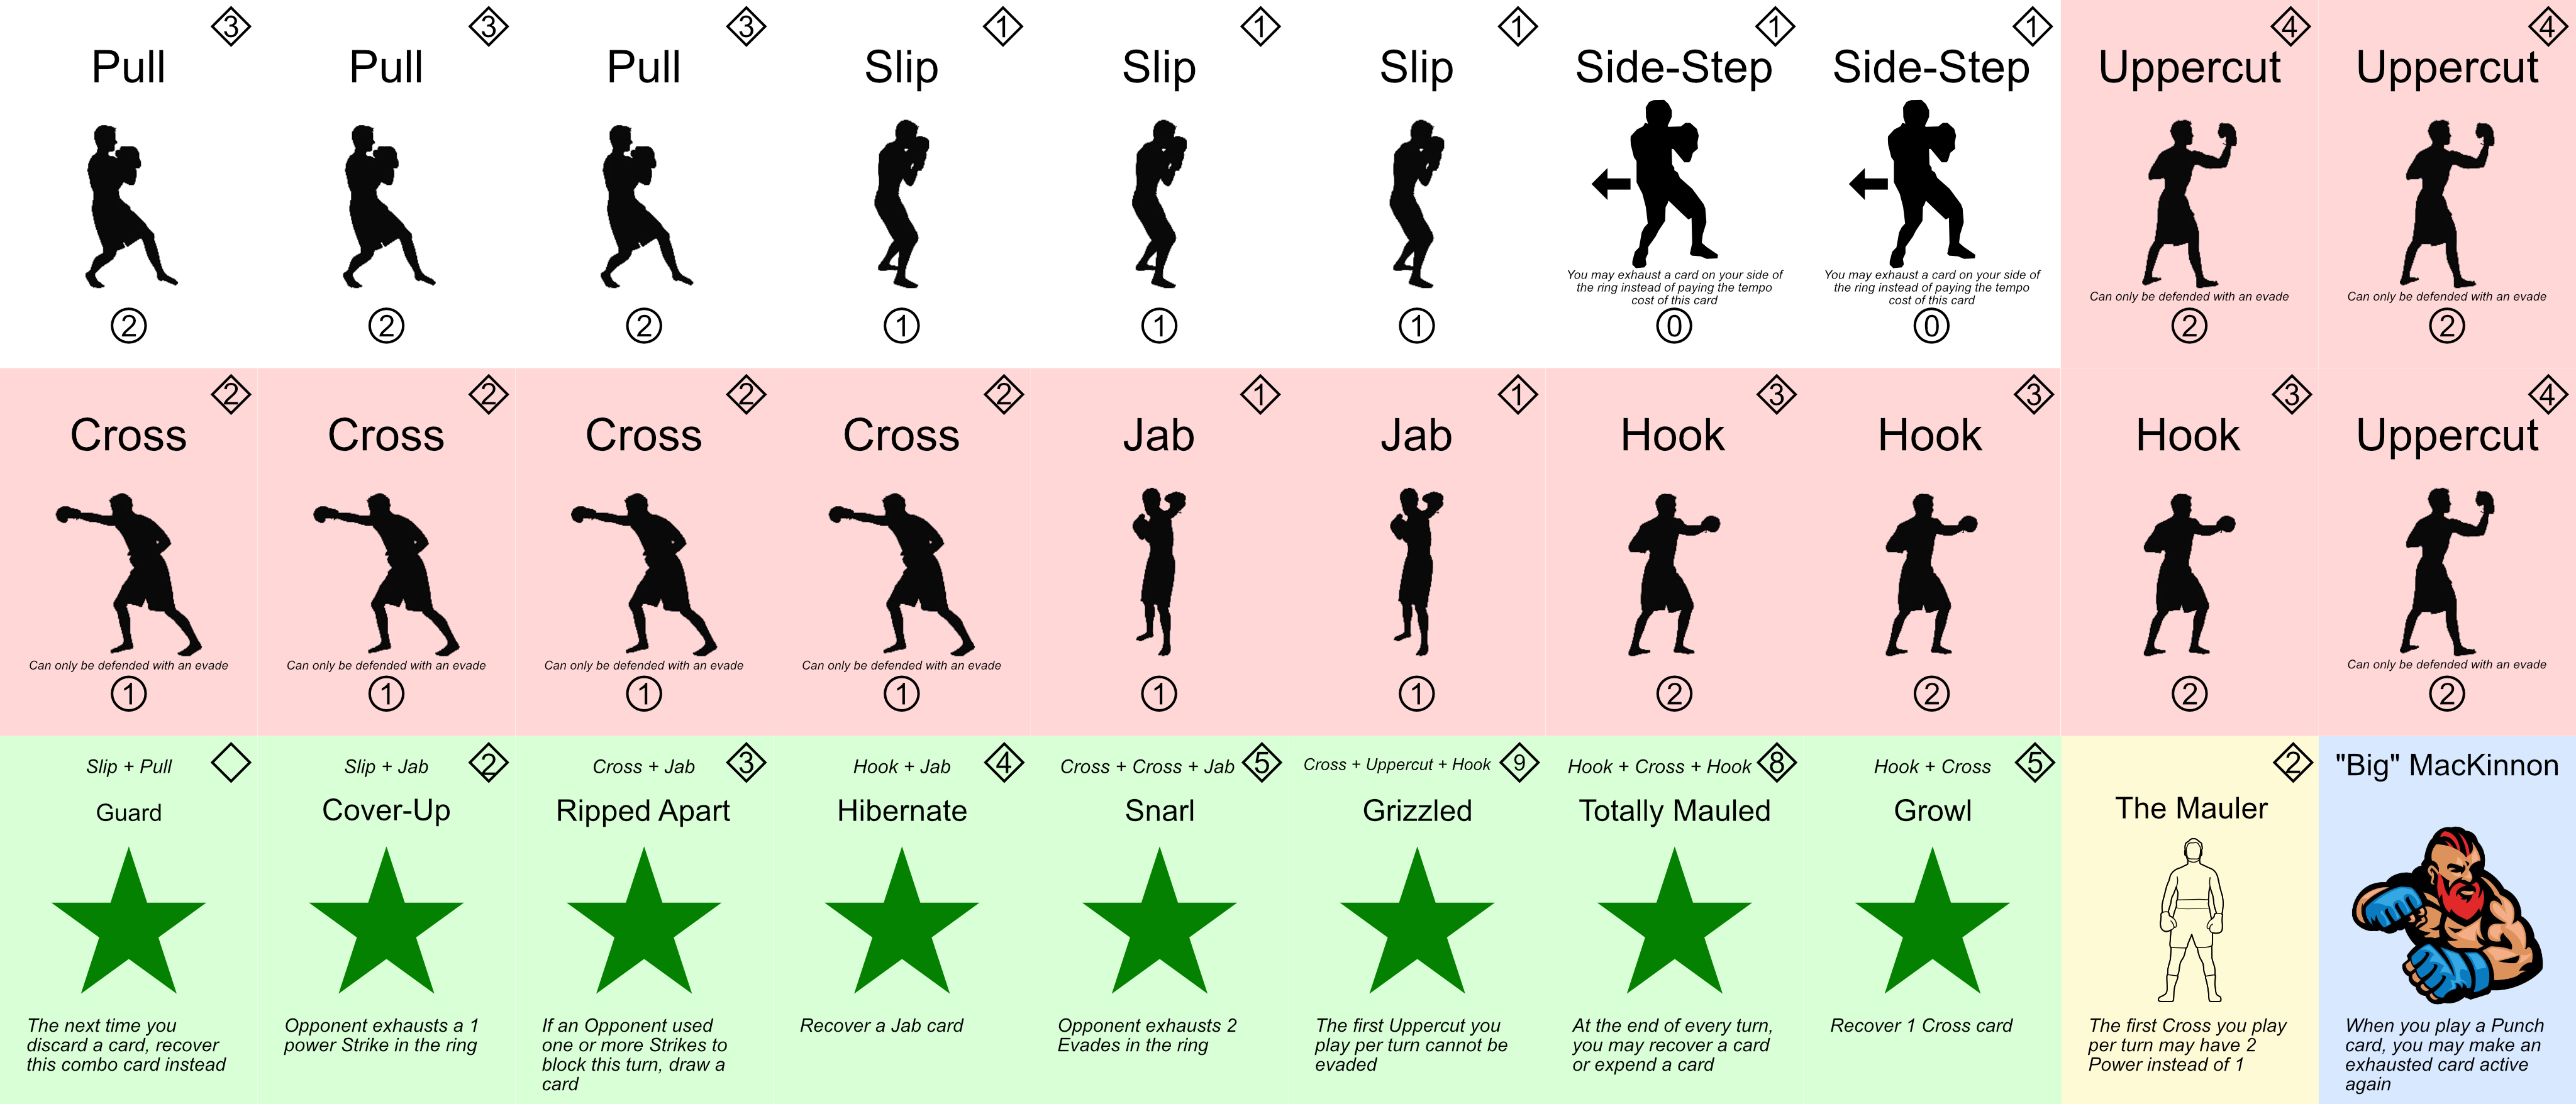 3
Pull
2
3
Pull
2
3
Pull
2
1
Slip
1
1
Slip
1
1
Slip
1
1
Side-Step
You may exhaust a card on your side of
the ring instead of paying the tempo
cost of this card
0
1
Side-Step
You may exhaust a card on your side of
the ring instead of paying the tempo
cost of this card
0
4
Uppercut
Can only be defended with an evade
2
4
Uppercut
Can only be defended with an evade
2
2
Cross
Can only be defended with an evade
1
2
Cross
Can only be defended with an evade
1
2
Cross
Can only be defended with an evade
1
2
Cross
Can only be defended with an evade
1
1
Jab
1
1
Jab
1
3
Hook
2
3
Hook
2
3
Hook
2
4
Uppercut
Can only be defended with an evade
2
Slip + Pull
Guard
The next time you
discard a card, recover
this combo card instead
Slip + Jab
2
Cover-Up
Opponent exhausts a 1
power Strike in the ring
Cross + Jab
3
Ripped Apart
If an Opponent used
one or more Strikes to
block this turn, draw a
card
Hook + Jab
4
Hibernate
Recover a Jab card
Cross + Cross + Jab
5
Snarl
Opponent exhausts 2
Evades in the ring
Cross + Uppercut + Hook
9
Grizzled
The first Uppercut you
play per turn cannot be
evaded
Hook + Cross + Hook
8
Totally Mauled
At the end of every turn,
you may recover a card
or expend a card
Hook + Cross
5
Growl
Recover 1 Cross card
2
The Mauler
The first Cross you play
per turn may have 2
Power instead of 1
"Big" MacKinnon
When you play a Punch
card, you may make an
exhausted card active
again